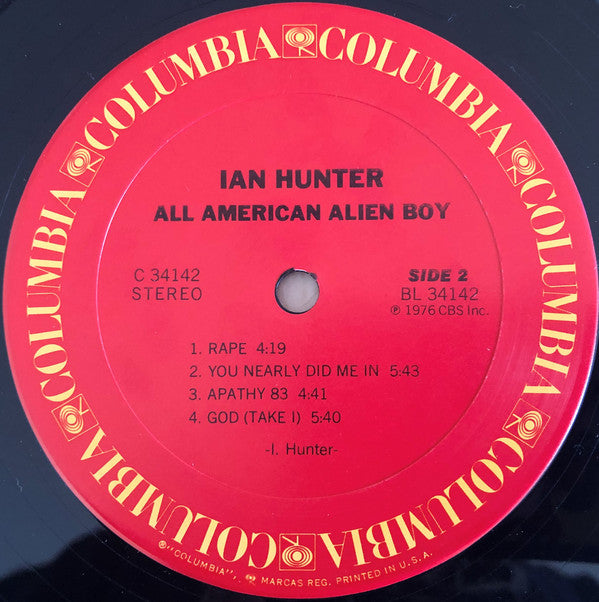 COLUMBIA COLUMBIA COLUMBIA COLUMBIA COLUMBIA COLUMBIA COLUMBIA COLUMBIA
IAN HUNTER
ALL AMERICAN ALIEN BOY
C 34142
STEREO
SIDE 2
BL 34142
℗ 1976 CBS Inc.
1. RAPE 4:19
2. YOU NEARLY DID ME IN 5:43
3. APATHY 83 4:41
4. GOD (TAKE I) 5:40
-I. Hunter-
® "COLUMBIA", MARCAS REG. PRINTED IN U.S.A.